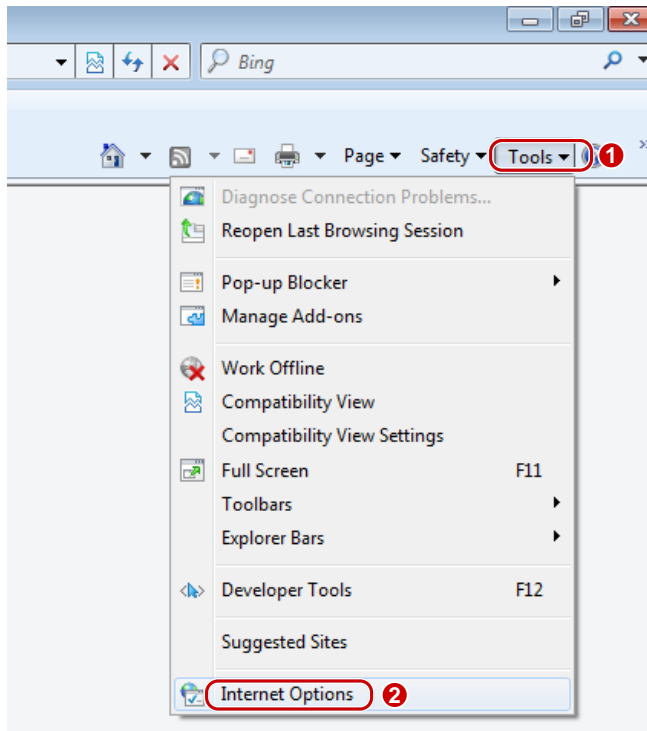 Bing
Page Safety Tools 1
Diagnose Connection Problems...
Reopen Last Browsing Session
Pop-up Blocker
Manage Add-ons
Work Offline
Compatibility View
Compatibility View Settings
Full Screen F11
Toolbars
Explorer Bars
Developer Tools F12
Suggested Sites
Internet Options 2